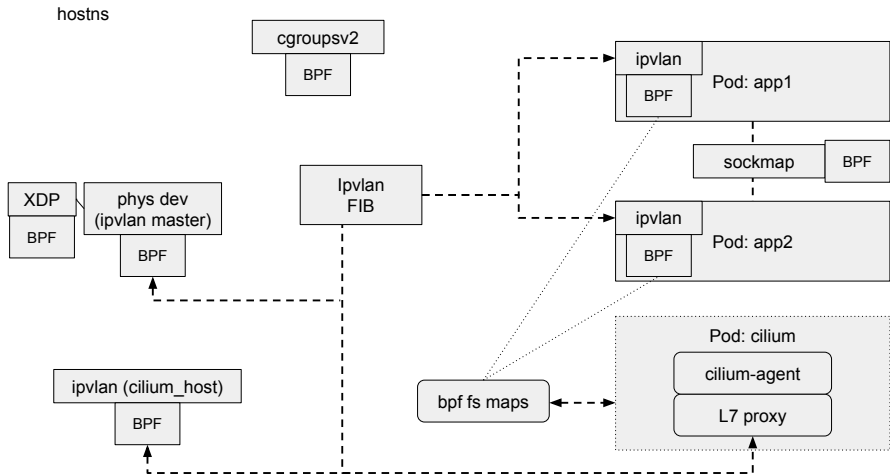 hostns
cgroupsv2
BPF
ipvlan
BPF
Pod: app1
sockmap
BPF
XDP
BPF
phys dev
(ipvlan master)
BPF
Ipvlan
FIB
ipvlan
BPF
Pod: app2
Pod: cilium
cilium-agent
L7 proxy
ipvlan (cilium_host)
BPF
bpf fs maps